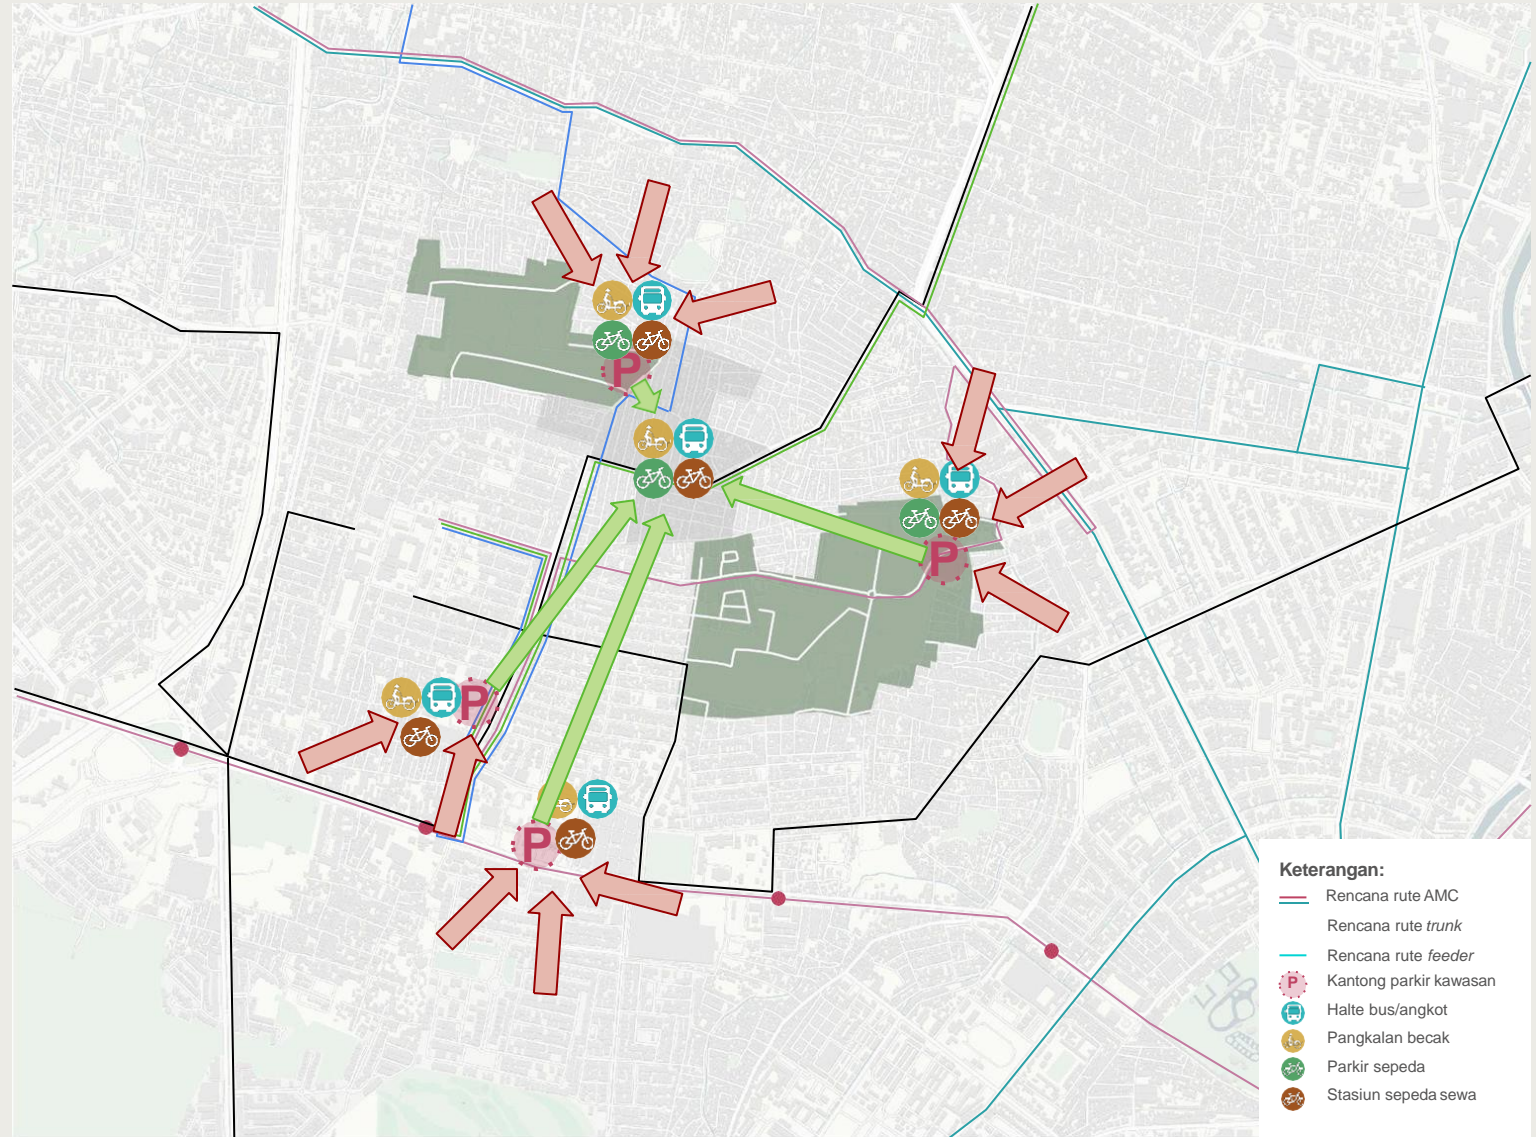 P
P
P
P
Keterangan:
Rencana rute AMC
Rencana rute trunk
Rencana rute feeder
P Kantong parkir kawasan
Halte bus/angkot
Pangkalan becak
Parkir sepeda
Stasiun sepeda sewa